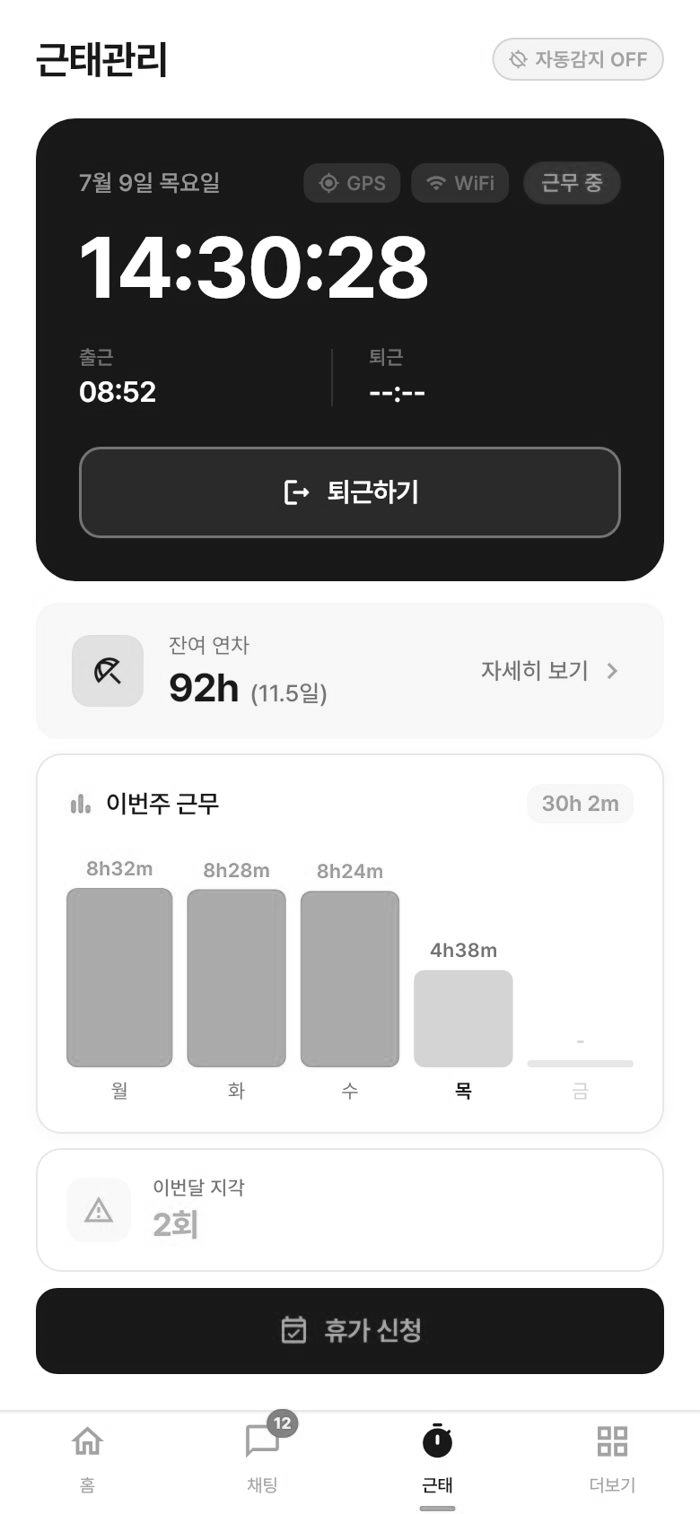 근태관리
자동감지 OFF
7월 9일 목요일
GPS
WiFi
근무 중
14:30:28
출근
퇴근
08:52
--:--
퇴근하기
잔여 연차
92h (11.5일)
자세히 보기
이번주 근무
30h 2m
8h32m
8h28m
8h24m
4h38m
-
월
화
수
목
금
이번달 지각
2회
휴가 신청
12
홈
채팅
근태
더보기